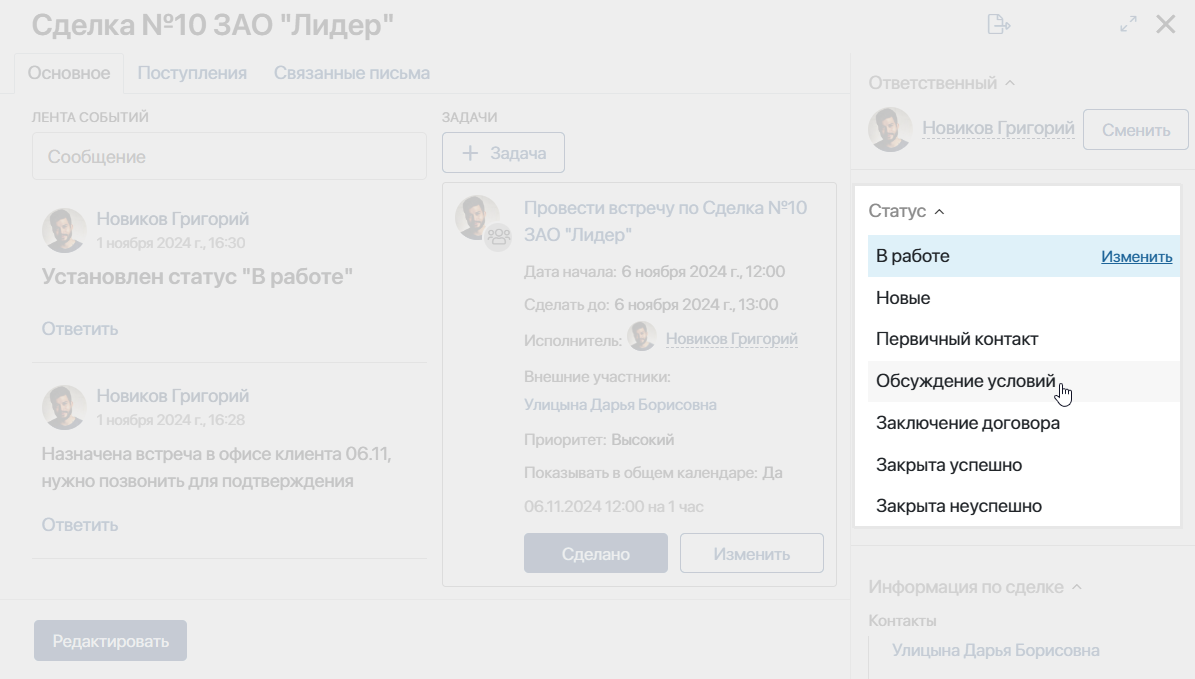 Сделка №10 ЗАО "Лидер"
Основное
Поступления
Связанные письма
ЛЕНТА СОБЫТИЙ
Сообщение
Новиков Григорий
1 ноября 2024 г., 16:30
Установлен статус "В работе"
Ответить
Новиков Григорий
1 ноября 2024 г., 16:28
Назначена встреча в офисе клиента 06.11,
нужно позвонить для подтверждения
Ответить
Редактировать
ЗАДАЧИ
+ Задача
Провести встречу по Сделка №10
ЗАО "Лидер"
Дата начала: 6 ноября 2024 г., 12:00
Сделать до: 6 ноября 2024 г., 13:00
Исполнитель: Новиков Григорий
Внешние участники:
Улицына Дарья Борисовна
Приоритет: Высокий
Показывать в общем календаре: Да
06.11.2024 12:00 на 1 час
Сделано
Изменить
Ответственный
Новиков Григорий
Сменить
Статус
В работе
Изменить
Новые
Первичный контакт
Обсуждение условий
Заключение договора
Закрыта успешно
Закрыта неуспешно
Информация по сделке
Контакты
Улицына Дарья Борисовна